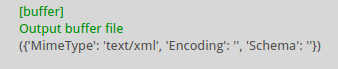 [buffer]
Output buffer file
({'MimeType': 'text/xml', 'Encoding': '', 'Schema': ''})